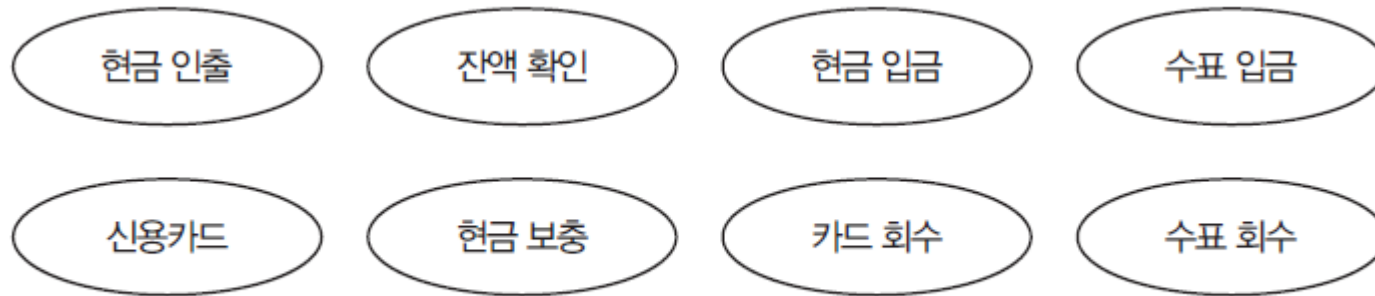 현금 인출
잔액 확인
현금 입금
수표 입금
신용카드
현금 보충
카드 회수
수표 회수